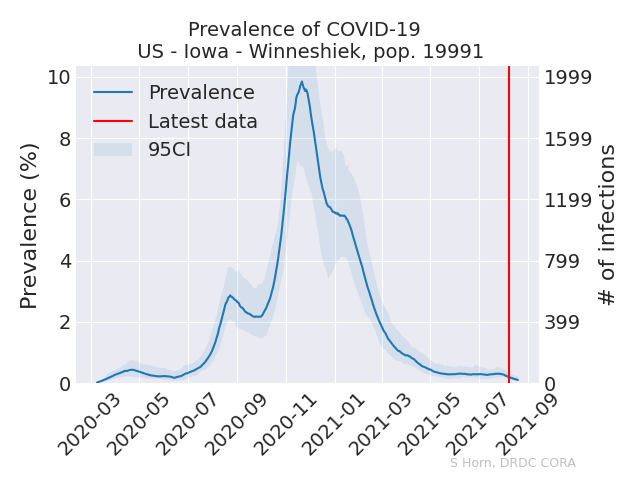 Prevalence of COVID-19
US - Iowa - Winneshiek, pop. 19991
Prevalence
Latest data
95CI
Prevalence (%)
10
8
6
4
2
0
1999
1599
1199
799
399
0
# of infections
2020-03
2020-05
2020-07
2020-09
2020-11
2021-01
2021-03
2021-05
2021-07
2021-09
S Horn, DRDC CORA